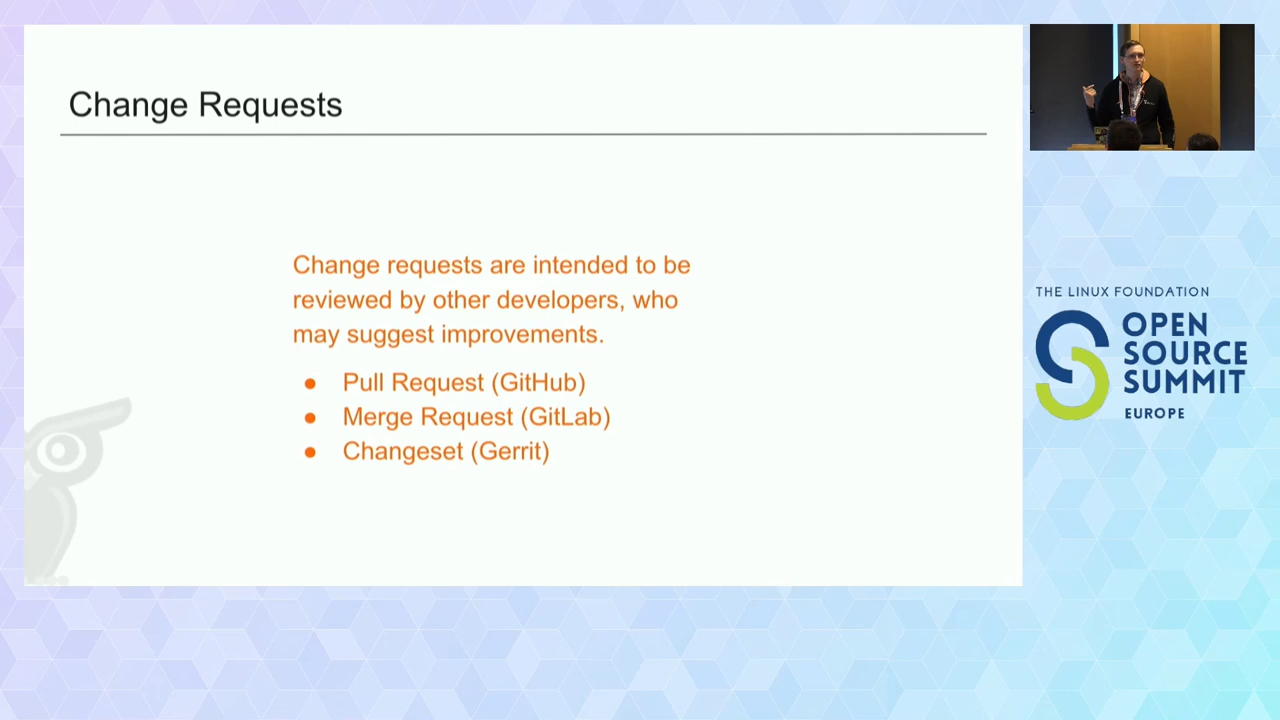 Change Requests
Change requests are intended to be
reviewed by other developers, who
may suggest improvements.
● Pull Request (GitHub)
● Merge Request (GitLab)
● Changeset (Gerrit)
THE LINUX FOUNDATION
OPEN
SOURCE
SUMMIT
EUROPE